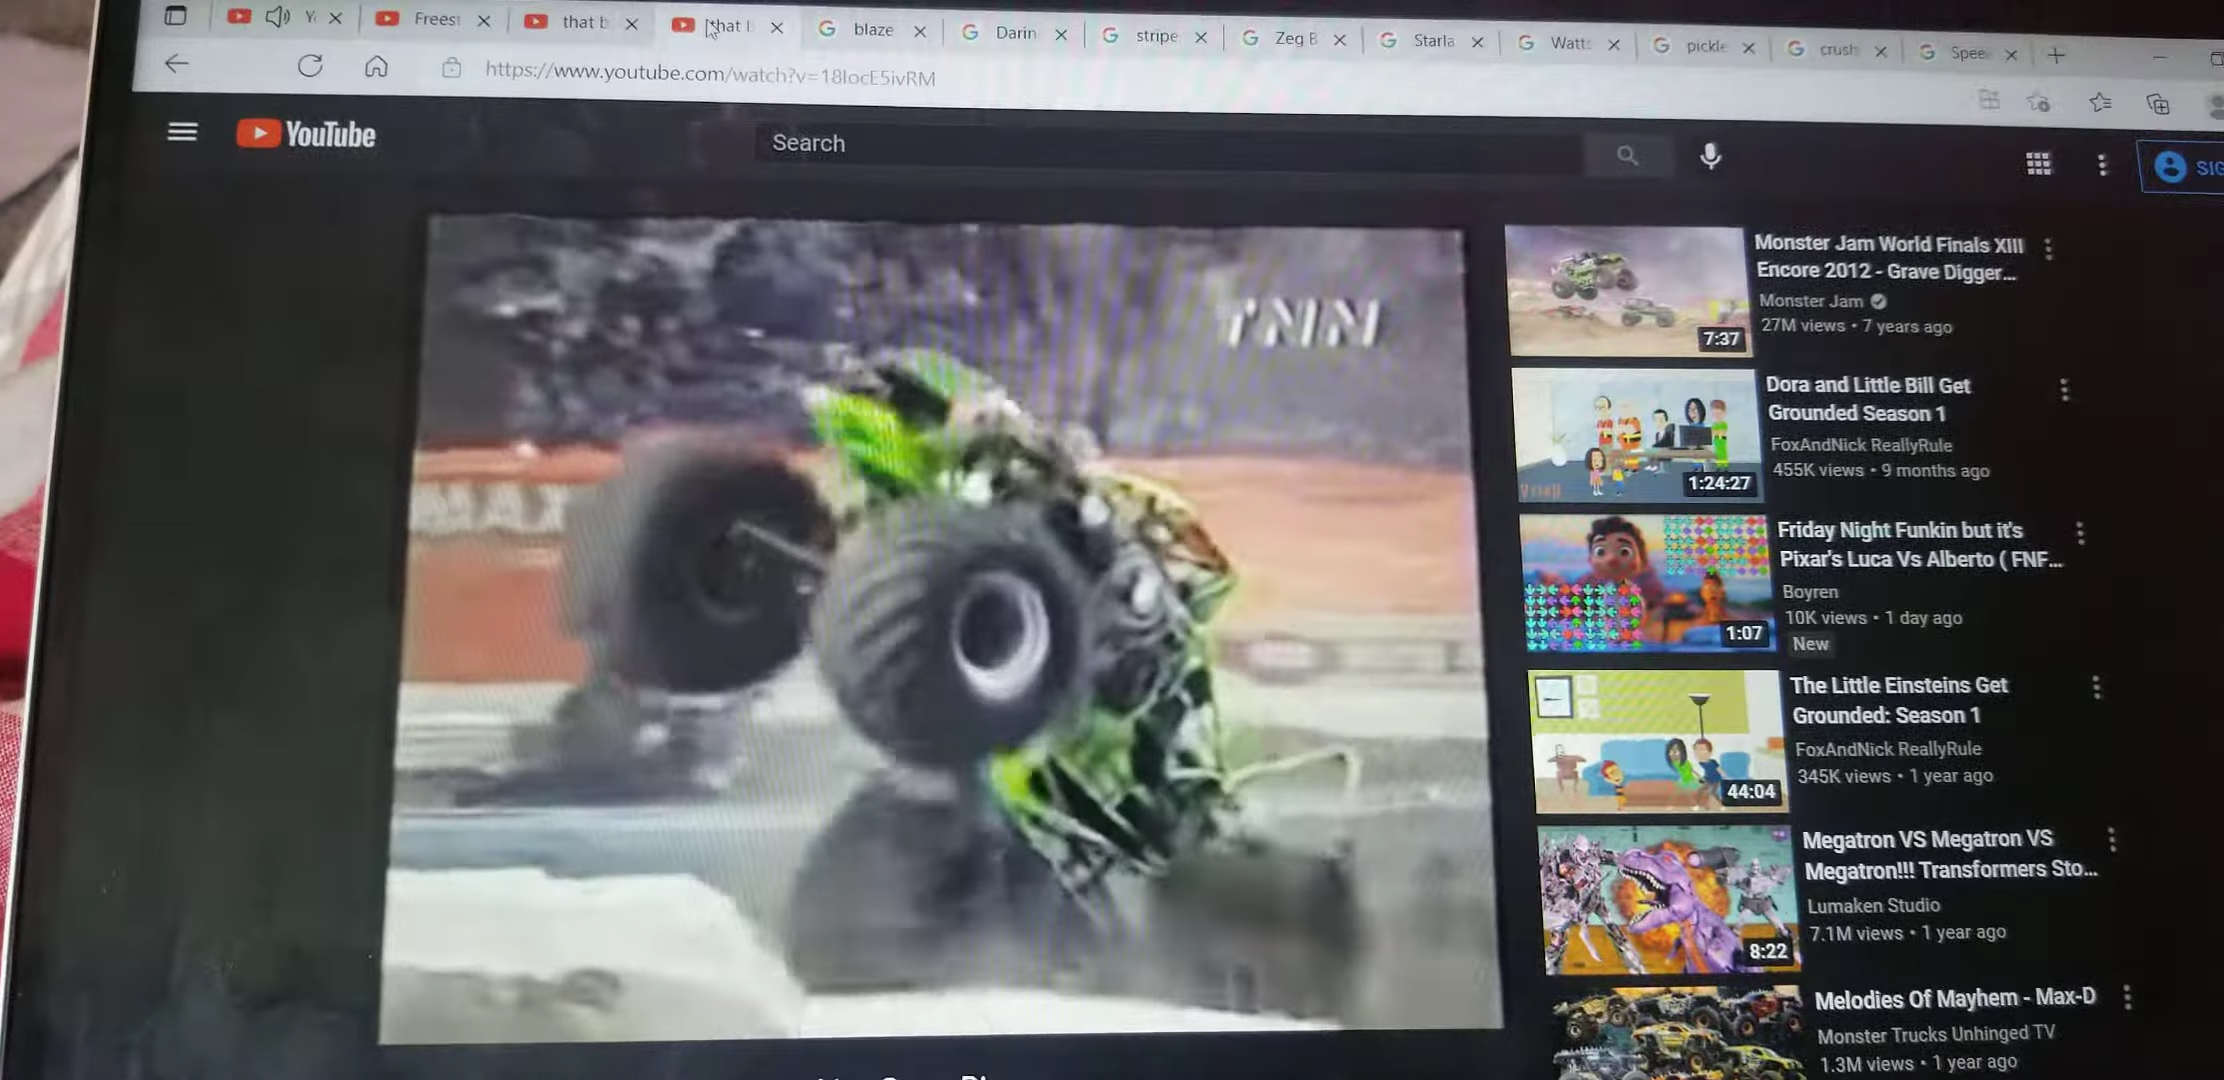 Freest
that b
that l
blaze
Darin
stripe
Zeg B
Starla
Watts
pickle
crush
Spee
https://www.youtube.com/watch?v=18locE5ivRM
YouTube
Search
SIG
TNN
MAX
Monster Jam World Finals XIII
Encore 2012 - Grave Digger...
Monster Jam
27M views • 7 years ago
7:37
Dora and Little Bill Get
Grounded Season 1
FoxAndNick ReallyRule
455K views • 9 months ago
1:24:27
Friday Night Funkin but it's
Pixar's Luca Vs Alberto ( FNF...
Boyren
10K views • 1 day ago
New
1:07
The Little Einsteins Get
Grounded: Season 1
FoxAndNick ReallyRule
345K views • 1 year ago
44:04
Megatron VS Megatron VS
Megatron!!! Transformers Sto...
Lumaken Studio
7.1M views • 1 year ago
8:22
Melodies Of Mayhem - Max-D
Monster Trucks Unhinged TV
1.3M views • 1 year ago